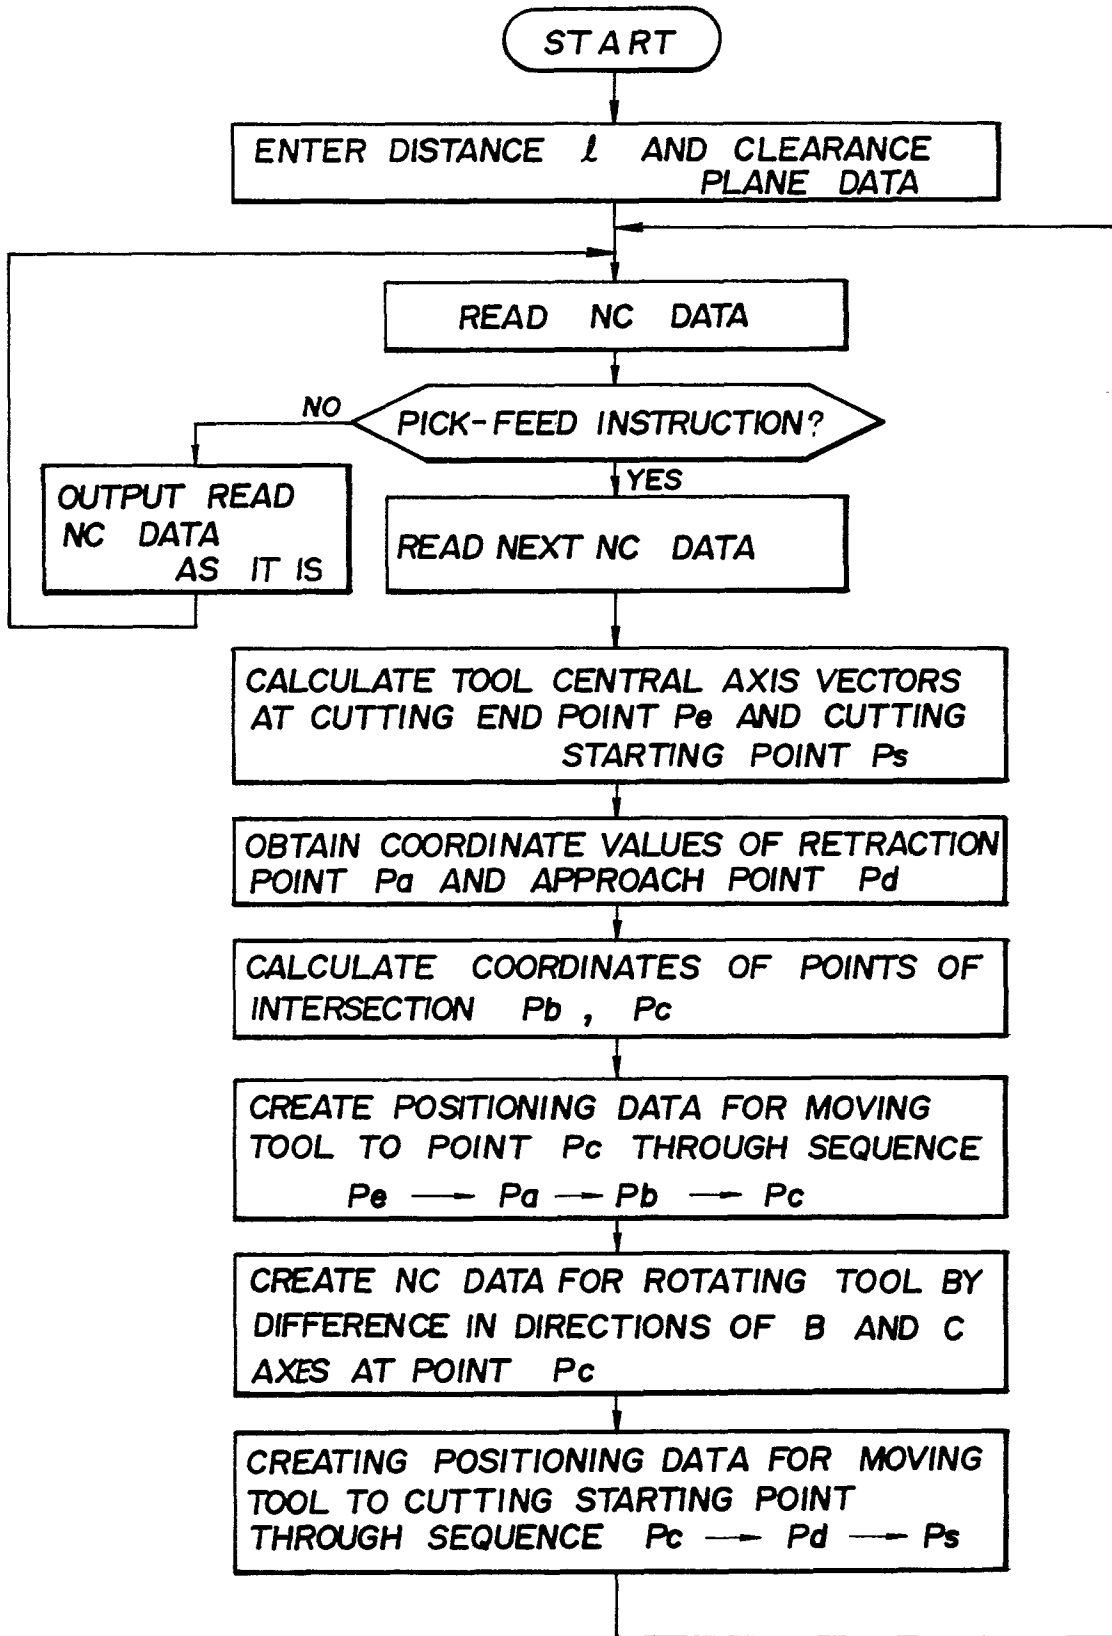 START
ENTER DISTANCE ℓ AND CLEARANCE
PLANE DATA
READ NC DATA
NO
PICK-FEED INSTRUCTION?
YES
OUTPUT READ
NC DATA
AS IT IS
READ NEXT NC DATA
CALCULATE TOOL CENTRAL AXIS VECTORS
AT CUTTING END POINT Pe AND CUTTING
STARTING POINT Ps
OBTAIN COORDINATE VALUES OF RETRACTION
POINT Pa AND APPROACH POINT Pd
CALCULATE COORDINATES OF POINTS OF
INTERSECTION Pb , Pc
CREATE POSITIONING DATA FOR MOVING
TOOL TO POINT Pc THROUGH SEQUENCE
Pe → Pa → Pb → Pc
CREATE NC DATA FOR ROTATING TOOL BY
DIFFERENCE IN DIRECTIONS OF B AND C
AXES AT POINT Pc
CREATING POSITIONING DATA FOR MOVING
TOOL TO CUTTING STARTING POINT
THROUGH SEQUENCE Pc → Pd → Ps